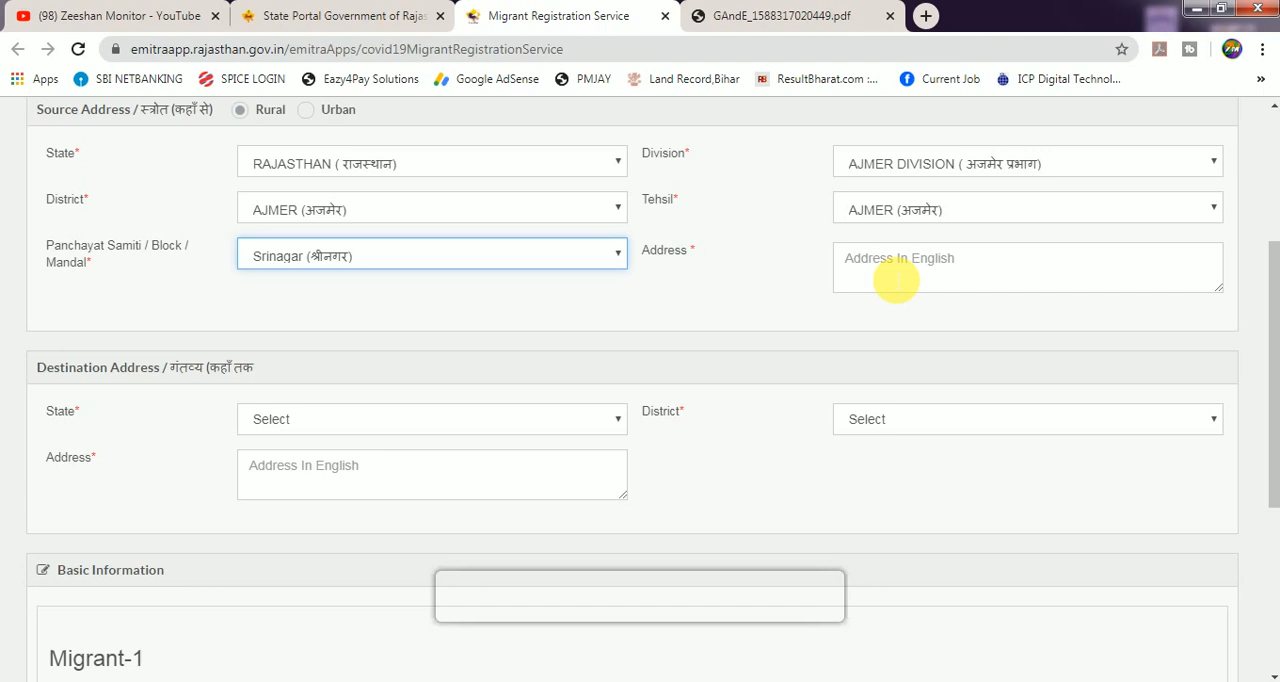 (98) Zeeshan Monitor - YouTube
State Portal Government of Rajas
Migrant Registration Service
GAndE_1588317020449.pdf
emitraapp.rajasthan.gov.in/emitraApps/covid19MigrantRegistrationService
Apps SBI NETBANKING SPICE LOGIN Eazy4Pay Solutions Google AdSense PMJAY Land Record,Bihar ResultBharat.com :... Current Job ICP Digital Technol... »
Source Address / स्त्रोत (कहाँ से) Rural Urban
State* RAJASTHAN ( राजस्थान) Division* AJMER DIVISION ( अजमेर प्रभाग)
District* AJMER (अजमेर) Tehsil* AJMER (अजमेर)
Panchayat Samiti / Block /
Mandal* Srinagar (श्रीनगर) Address * Address In English
Destination Address / गंतव्य (कहाँ तक
State* Select District* Select
Address* Address In English
Basic Information
Migrant-1